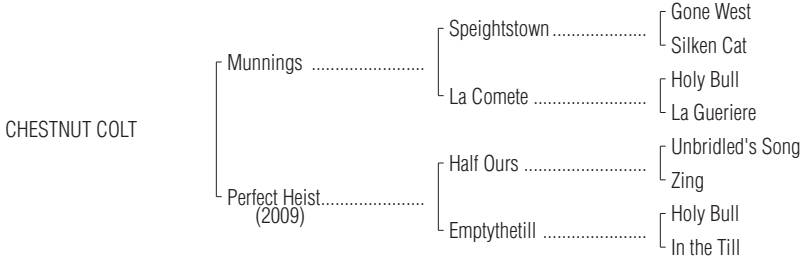 Gone West
Speightstown
Silken Cat
Munnings
Holy Bull
La Comete
La Gueriere
CHESTNUT COLT
Unbridled's Song
Half Ours
Zing
Perfect Heist
(2009)
Holy Bull
Emptythetill
In the Till